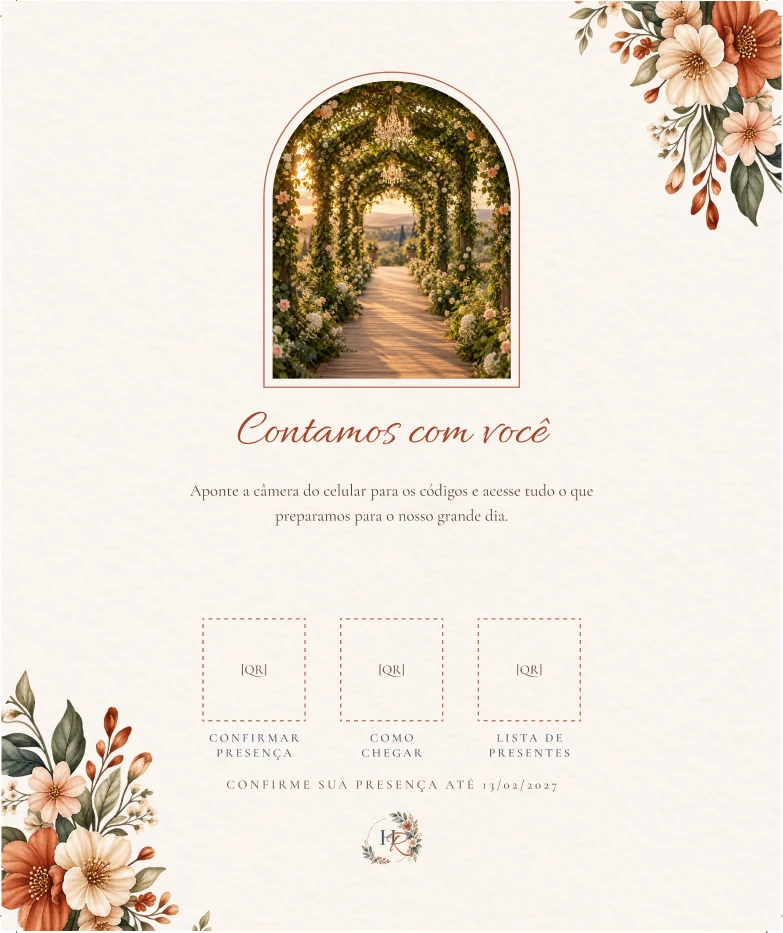 Contamos com você
Aponte a câmera do celular para os códigos e acesse tudo o que
preparamos para o nosso grande dia.
[QR] [QR] [QR]
CONFIRMAR PRESENÇA
COMO CHEGAR
LISTA DE PRESENTES
CONFIRME SUA PRESENÇA ATÉ 13/02/2027
HR